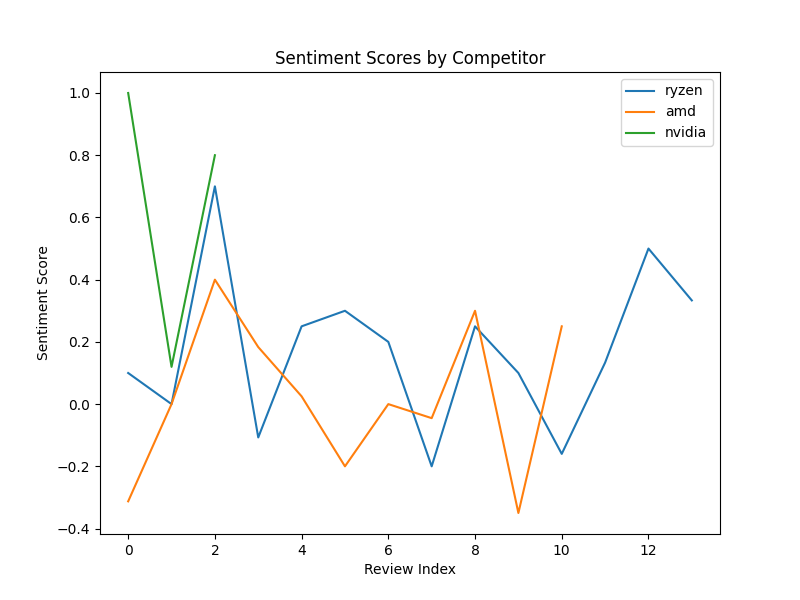 Sentiment Scores by Competitor
ryzen
amd
nvidia
1.0
0.8
0.6
0.4
0.2
0.0
−0.2
−0.4
Sentiment Score
0 2 4 6 8 10 12
Review Index